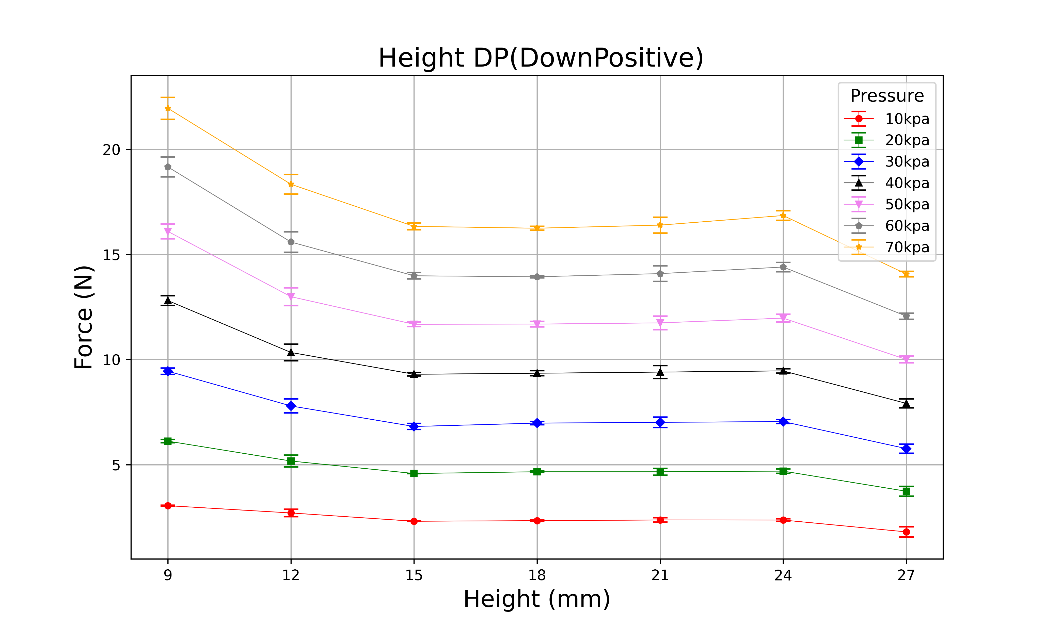 Height DP(DownPositive)
Pressure
10kpa
20kpa
30kpa
40kpa
50kpa
60kpa
70kpa
20
15
10
5
Force (N)
9 12 15 18 21 24 27
Height (mm)